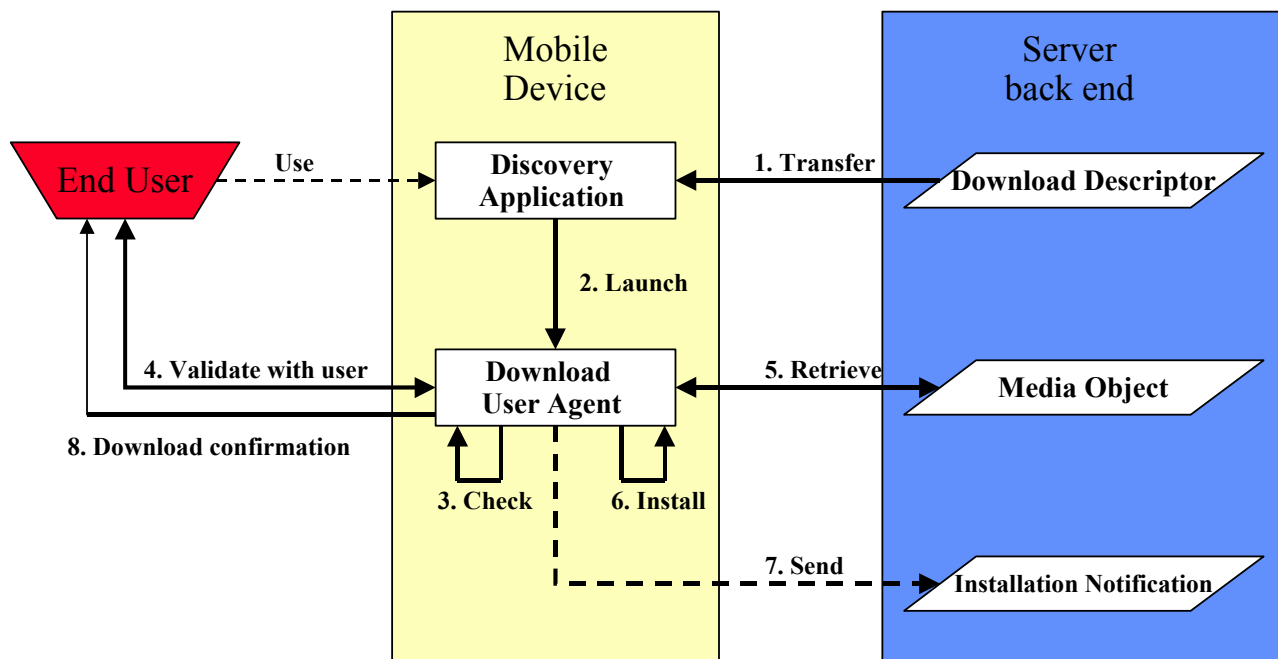 Mobile
Device
Server
back end
End User
Use
Discovery
Application
1. Transfer
Download Descriptor
2. Launch
4. Validate with user
Download
User Agent
5. Retrieve
Media Object
8. Download confirmation
3. Check
6. Install
7. Send
Installation Notification